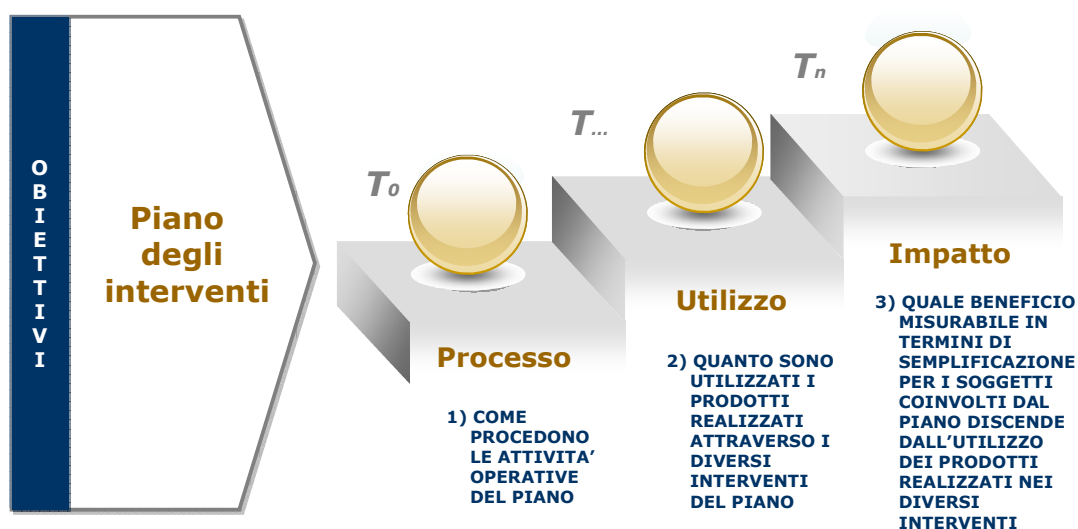 OBIETTIVI
Piano
degli
interventi
T0
Processo
1) COME
PROCEDONO
LE ATTIVITA’
OPERATIVE
DEL PIANO
T...
Utilizzo
2) QUANTO SONO
UTILIZZATI I
PRODOTTI
REALIZZATI
ATTRAVERSO I
DIVERSI
INTERVENTI
DEL PIANO
Tn
Impatto
3) QUALE BENEFICIO
MISURABILE IN
TERMINI DI
SEMPLIFICAZIONE
PER I SOGGETTI
COINVOLTI DAL
PIANO DISCENDE
DALL’UTILIZZO
DEI PRODOTTI
REALIZZATI NEI
DIVERSI
INTERVENTI